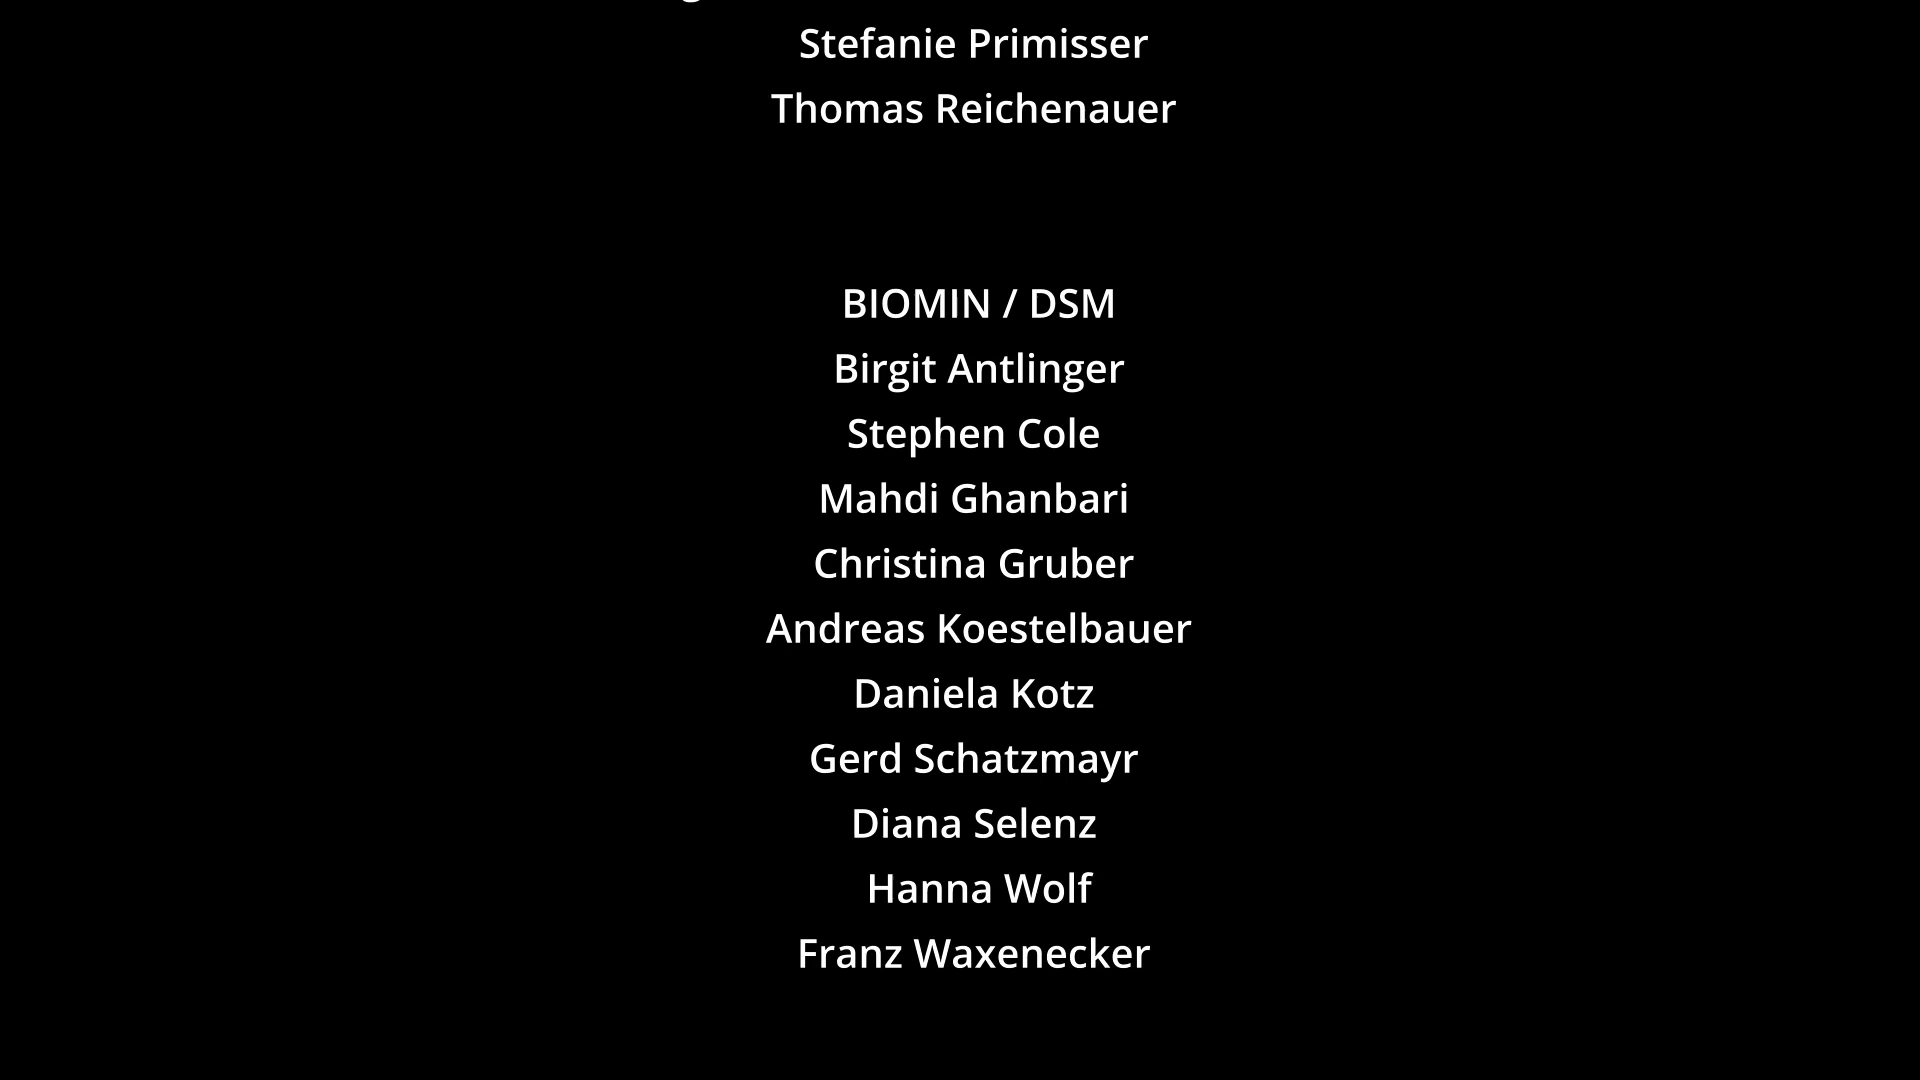 Stefanie Primisser
Thomas Reichenauer
BIOMIN / DSM
Birgit Antlinger
Stephen Cole
Mahdi Ghanbari
Christina Gruber
Andreas Koestelbauer
Daniela Kotz
Gerd Schatzmayr
Diana Selenz
Hanna Wolf
Franz Waxenecker